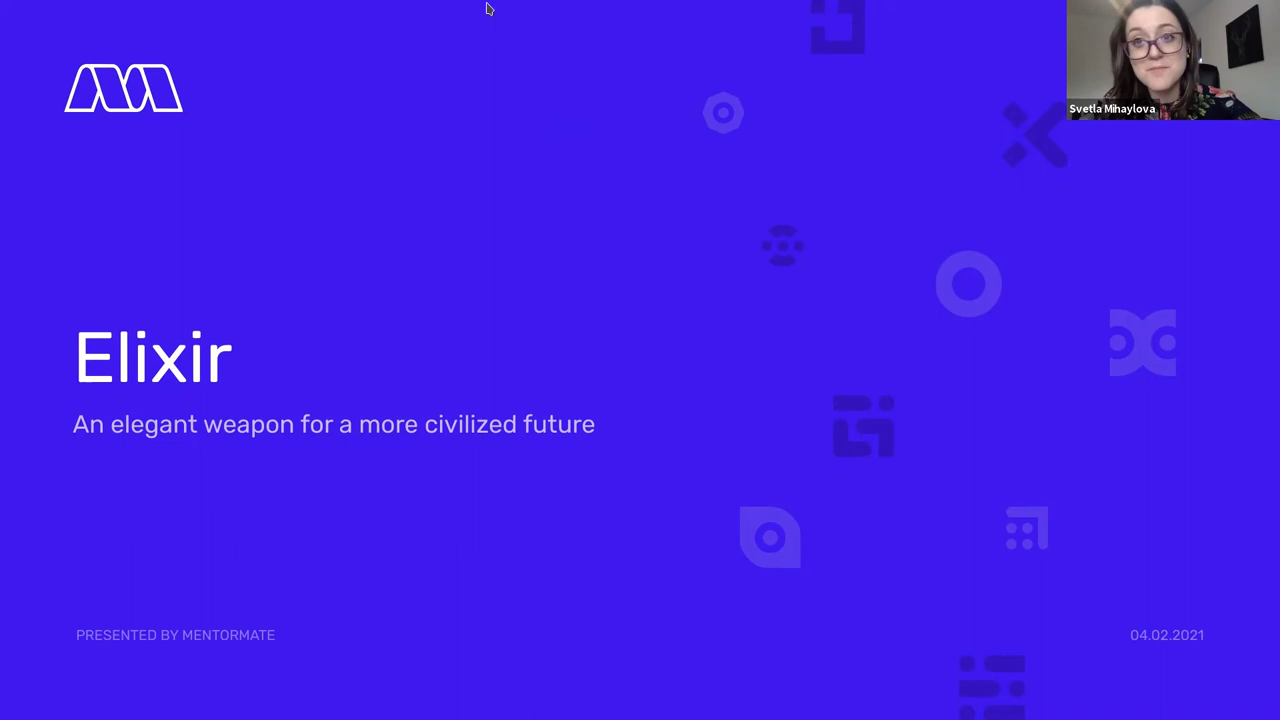 Svetla Mihaylova
Elixir
An elegant weapon for a more civilized future
PRESENTED BY MENTORMATE
04.02.2021